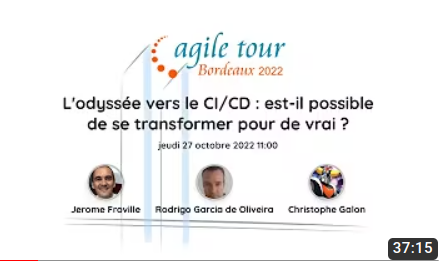 agile tour
Bordeaux 2022
L'odyssée vers le CI/CD : est-il possible
de se transformer pour de vrai ?
jeudi 27 octobre 2022 11:00
Jerome Fraville
Rodrigo Garcia de Oliveira
Christophe Galon
37:15